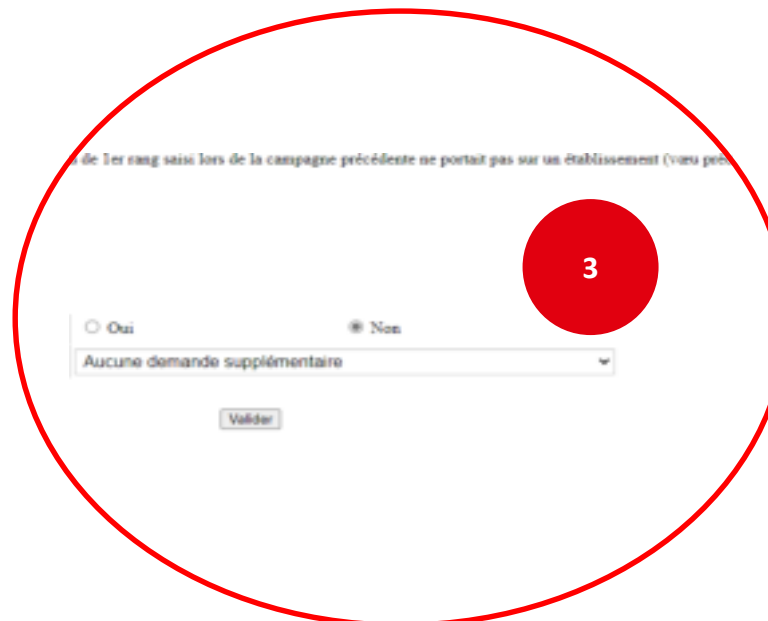 de 1er rang saisi lors de la campagne précédente ne portait pas sur un établissement (vœu
3
Oui Non
Aucune demande supplémentaire
Valider